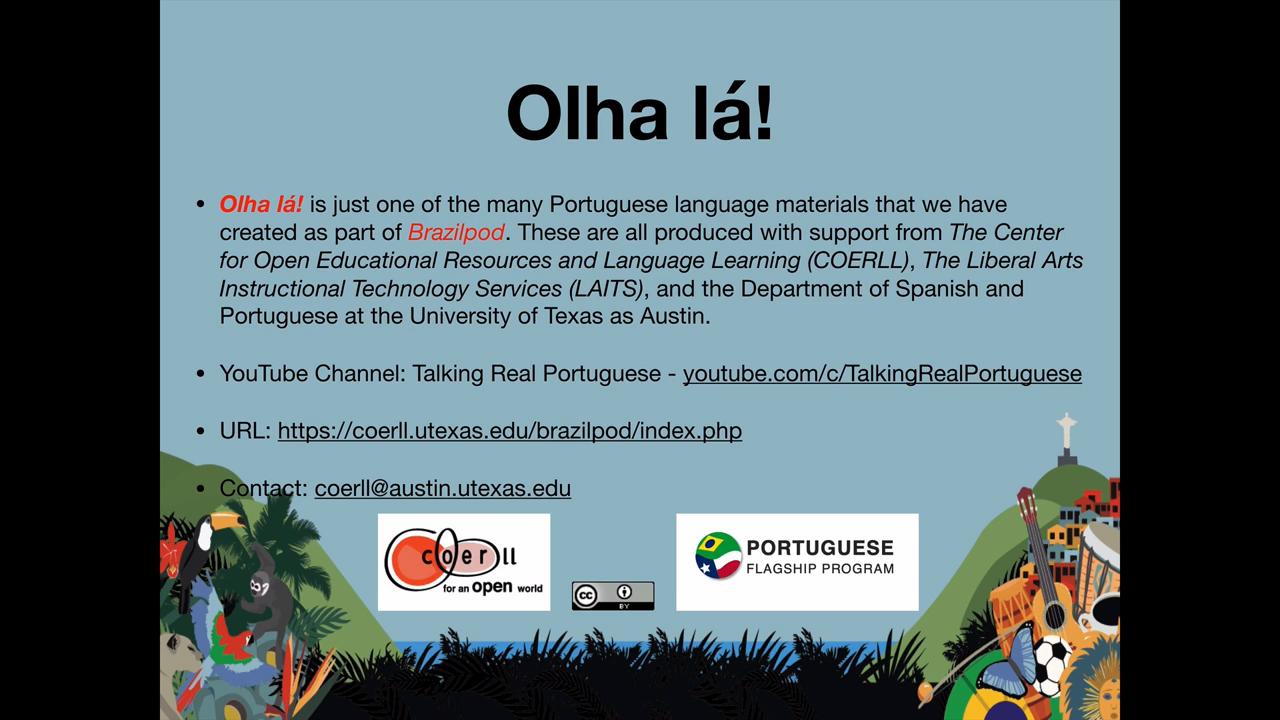 Olha lá!
• Olha lá! is just one of the many Portuguese language materials that we have
created as part of Brazilpod. These are all produced with support from The Center
for Open Educational Resources and Language Learning (COERLL), The Liberal Arts
Instructional Technology Services (LAITS), and the Department of Spanish and
Portuguese at the University of Texas as Austin.
• YouTube Channel: Talking Real Portuguese - youtube.com/c/TalkingRealPortuguese
• URL: https://coerll.utexas.edu/brazilpod/index.php
• Contact: coerll@austin.utexas.edu
coerll
for an open world
cc
BY
PORTUGUESE
FLAGSHIP PROGRAM